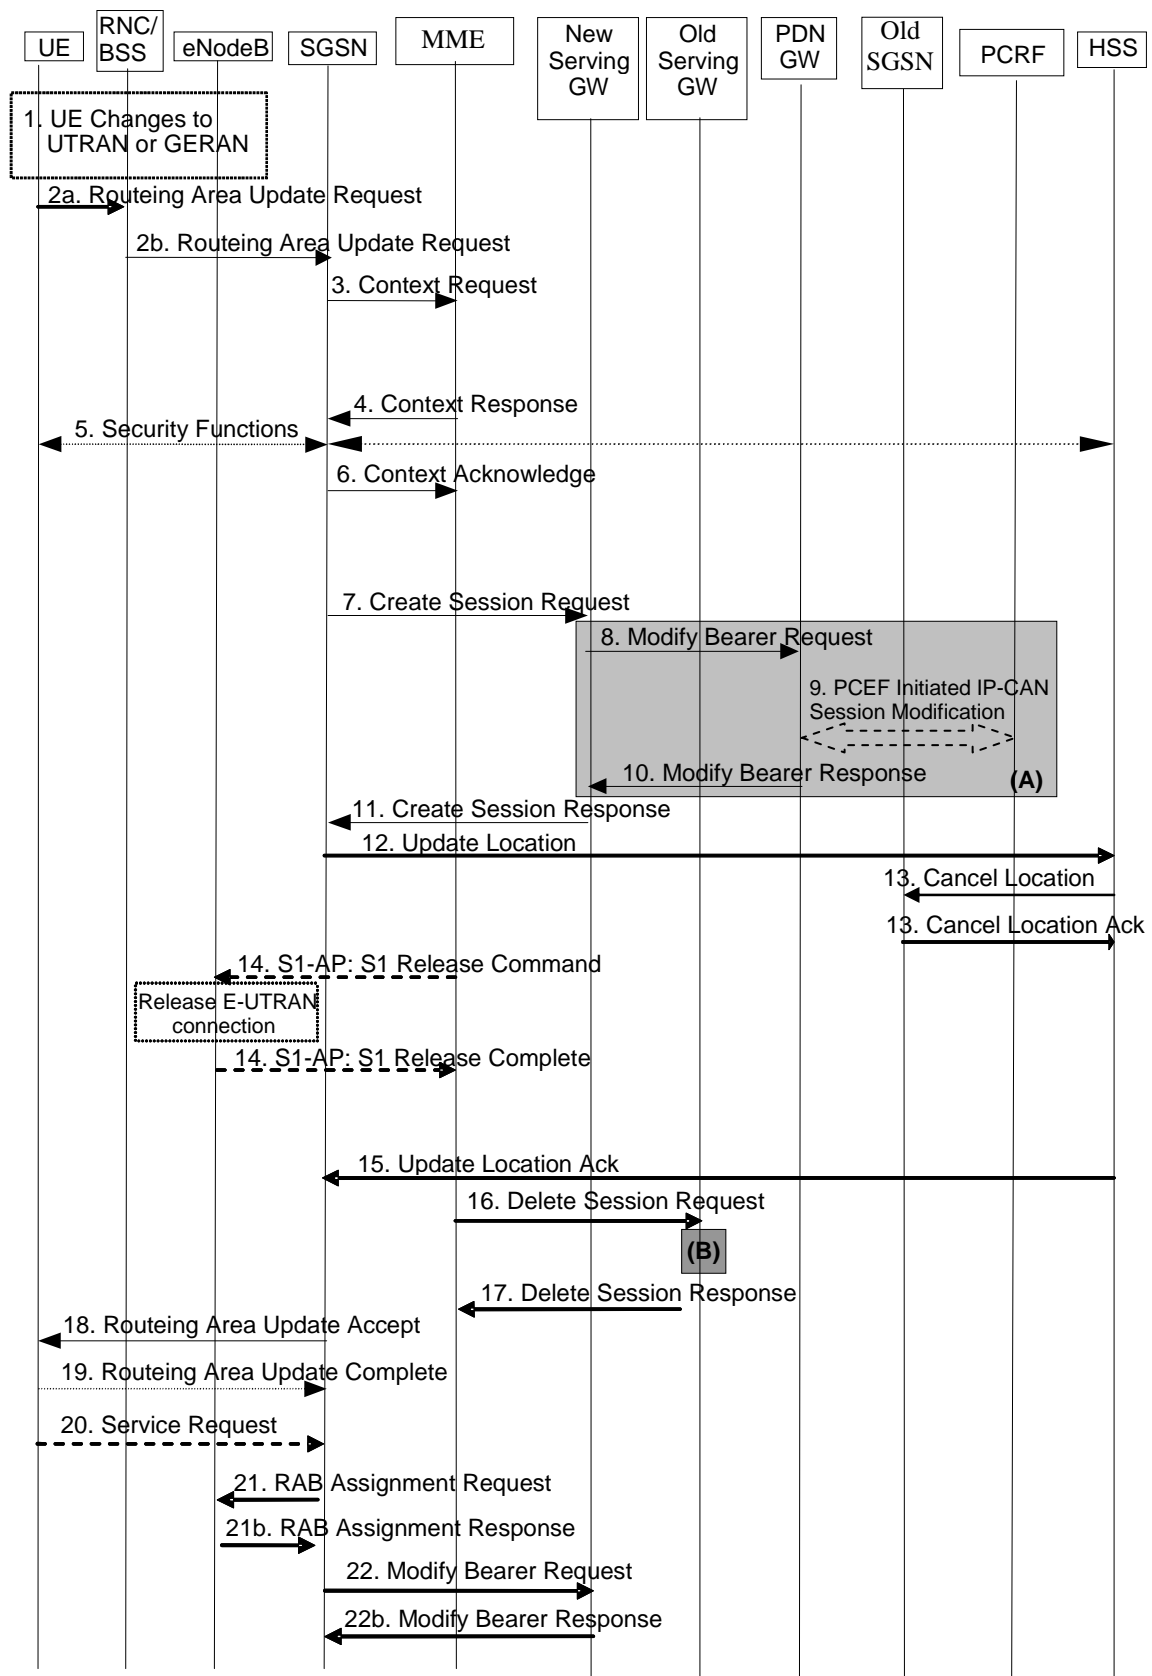 UE
RNC/
BSS
eNodeB
SGSN
MME
New
Serving
GW
Old
Serving
GW
PDN
GW
Old
SGSN
PCRF
HSS
1. UE Changes to
UTRAN or GERAN
2a. Routeing Area Update Request
2b. Routeing Area Update Request
3. Context Request
4. Context Response
5. Security Functions
6. Context Acknowledge
7. Create Session Request
8. Modify Bearer Request
9. PCEF Initiated IP-CAN
Session Modification
10. Modify Bearer Response
(A)
11. Create Session Response
12. Update Location
13. Cancel Location
13. Cancel Location Ack
14. S1-AP: S1 Release Command
Release E-UTRAN
connection
14. S1-AP: S1 Release Complete
15. Update Location Ack
16. Delete Session Request
(B)
17. Delete Session Response
18. Routeing Area Update Accept
19. Routeing Area Update Complete
20. Service Request
21. RAB Assignment Request
21b. RAB Assignment Response
22. Modify Bearer Request
22b. Modify Bearer Response